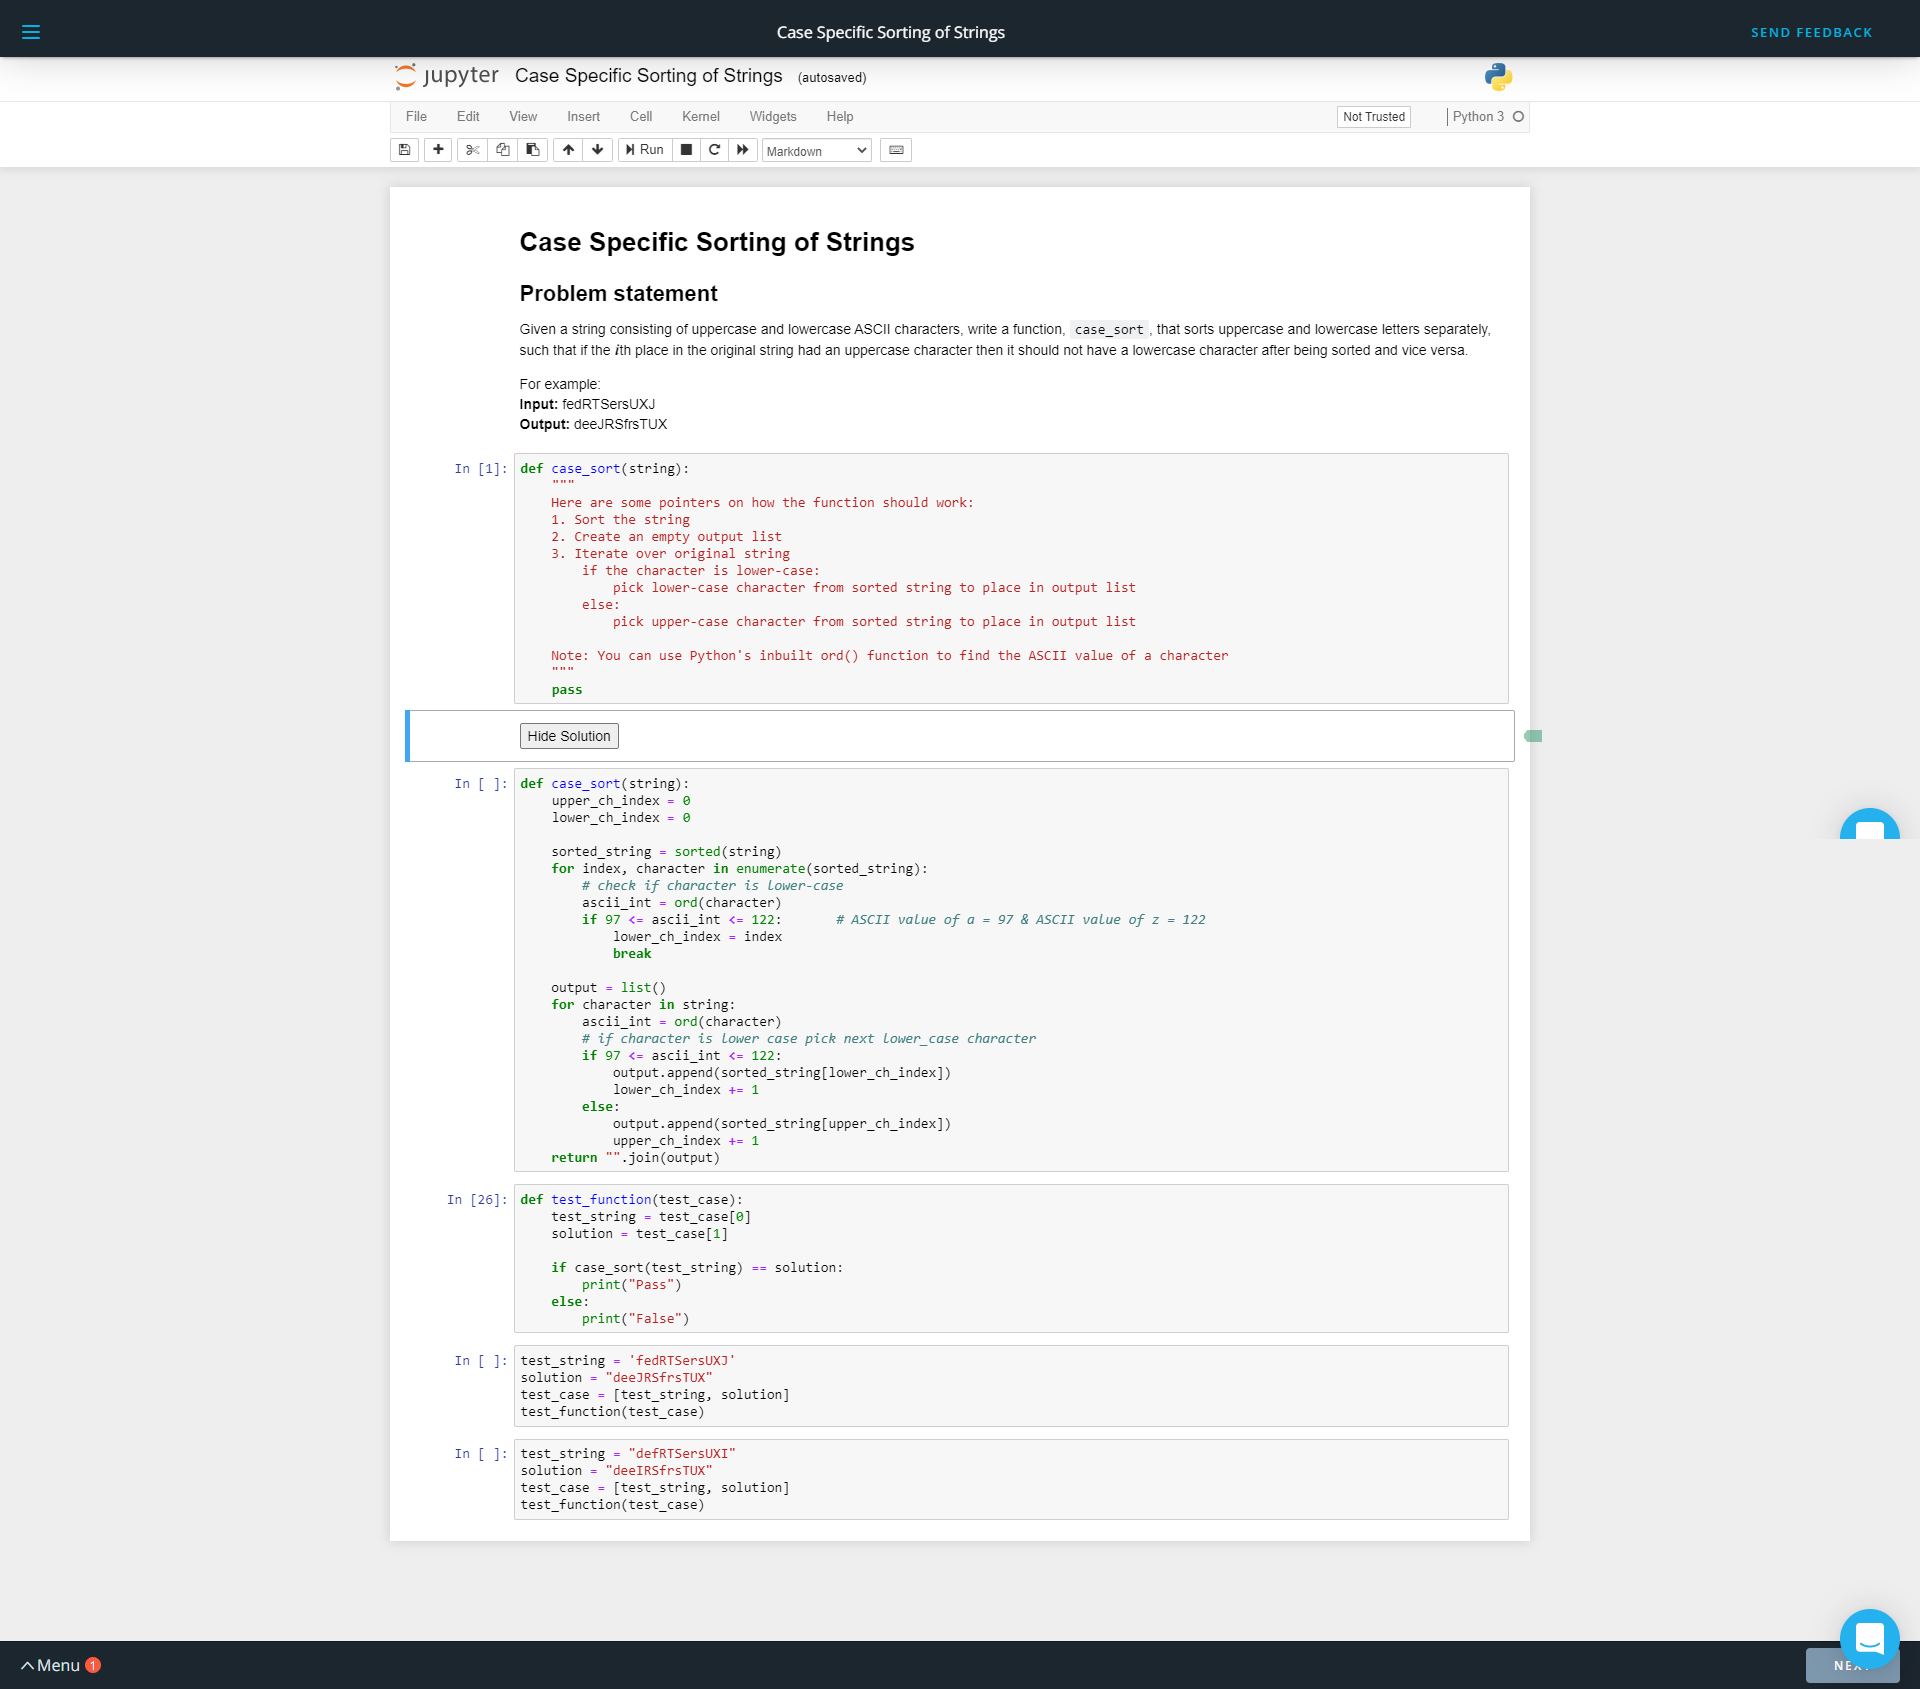 Case Specific Sorting of Strings
SEND FEEDBACK
jupyter Case Specific Sorting of Strings (autosaved)
File Edit View Insert Cell Kernel Widgets Help
Not Trusted
Python 3
Run
Markdown
Case Specific Sorting of Strings
Problem statement
Given a string consisting of uppercase and lowercase ASCII characters, write a function, case_sort, that sorts uppercase and lowercase letters separately,
such that if the ith place in the original string had an uppercase character then it should not have a lowercase character after being sorted and vice versa.
For example:
Input: fedRTSersUXJ
Output: deeJRSfrsTUX
In [1]:
def case_sort(string):
    """
    Here are some pointers on how the function should work:
    1. Sort the string
    2. Create an empty output list
    3. Iterate over original string
        if the character is lower-case:
            pick lower-case character from sorted string to place in output list
        else:
            pick upper-case character from sorted string to place in output list
    Note: You can use Python's inbuilt ord() function to find the ASCII value of a character
    """
    pass
Hide Solution
In [ ]:
def case_sort(string):
    upper_ch_index = 0
    lower_ch_index = 0
    sorted_string = sorted(string)
    for index, character in enumerate(sorted_string):
        # check if character is lower-case
        ascii_int = ord(character)
        if 97 <= ascii_int <= 122:       # ASCII value of a = 97 & ASCII value of z = 122
            lower_ch_index = index
            break
    output = list()
    for character in string:
        ascii_int = ord(character)
        # if character is lower case pick next lower_case character
        if 97 <= ascii_int <= 122:
            output.append(sorted_string[lower_ch_index])
            lower_ch_index += 1
        else:
            output.append(sorted_string[upper_ch_index])
            upper_ch_index += 1
    return "".join(output)
In [26]:
def test_function(test_case):
    test_string = test_case[0]
    solution = test_case[1]
    if case_sort(test_string) == solution:
        print("Pass")
    else:
        print("False")
In [ ]:
test_string = 'fedRTSersUXJ'
solution = "deeJRSfrsTUX"
test_case = [test_string, solution]
test_function(test_case)
In [ ]:
test_string = "defRTSersUXI"
solution = "deeIRSfrsTUX"
test_case = [test_string, solution]
test_function(test_case)
Menu 1